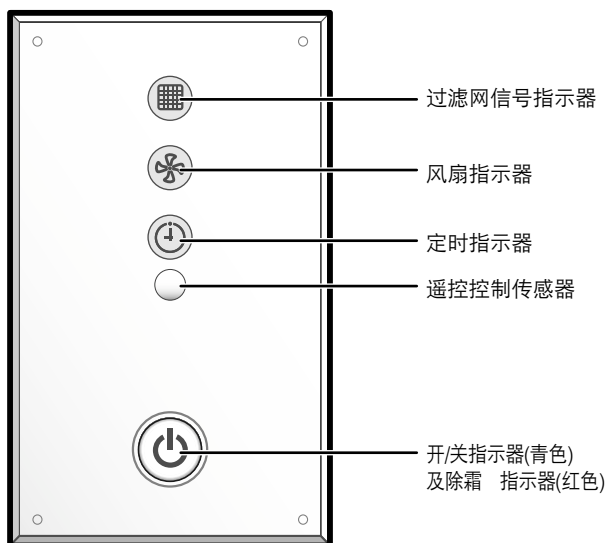 过滤网信号指示器
风扇指示器
定时指示器
遥控控制传感器
开/关指示器(青色)
及除霜 指示器(红色)